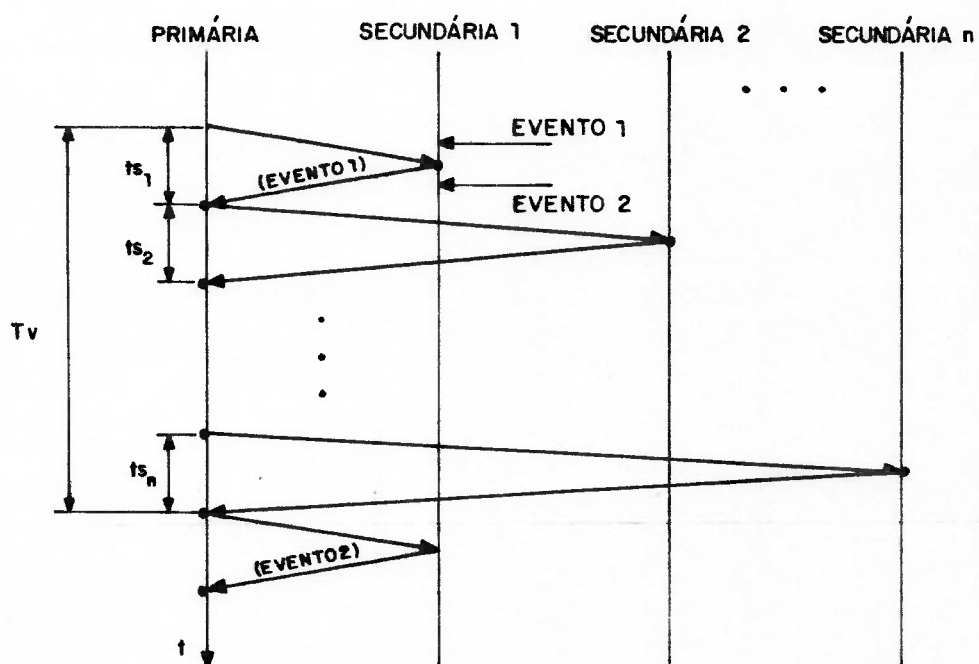 PRIMÁRIA SECUNDÁRIA 1 SECUNDÁRIA 2 SECUNDÁRIA n
. . .
EVENTO 1
ts1
(EVENTO 1)
EVENTO 2
ts2
Tv
tsn
(EVENTO 2)
t